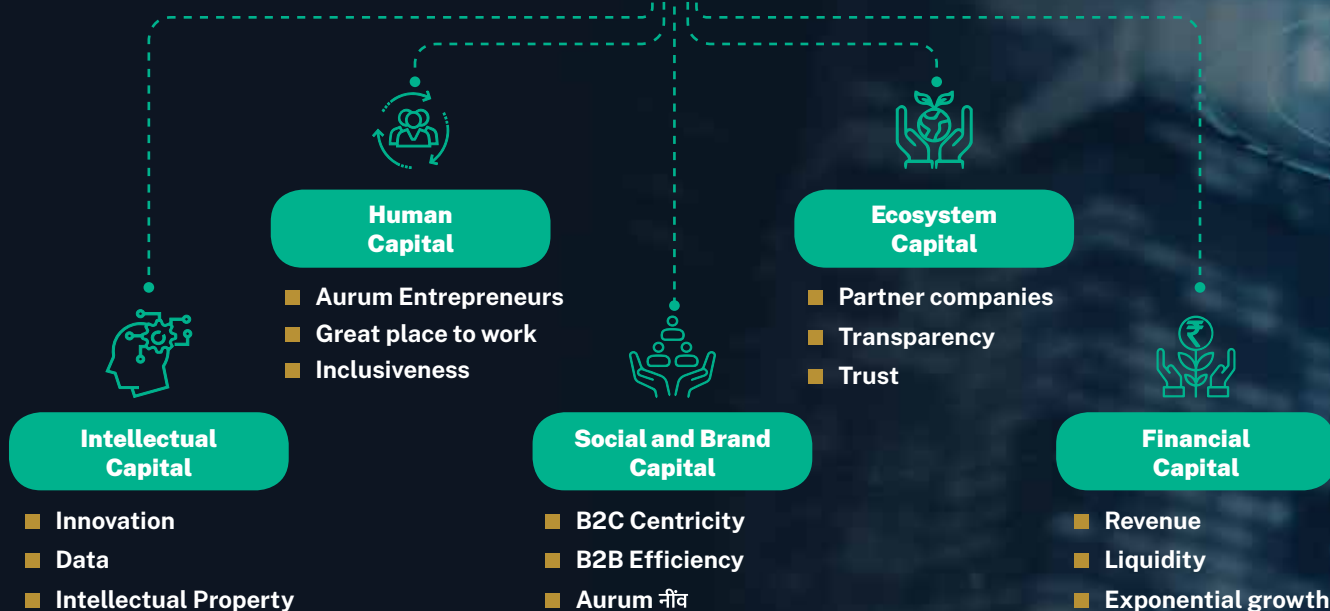 Human
Capital
Aurum Entrepreneurs
Great place to work
Inclusiveness
Ecosystem
Capital
Partner companies
Transparency
Trust
Intellectual
Capital
Innovation
Data
Intellectual Property
Social and Brand
Capital
B2C Centricity
B2B Efficiency
Aurum नींव
₹
Financial
Capital
Revenue
Liquidity
Exponential growth